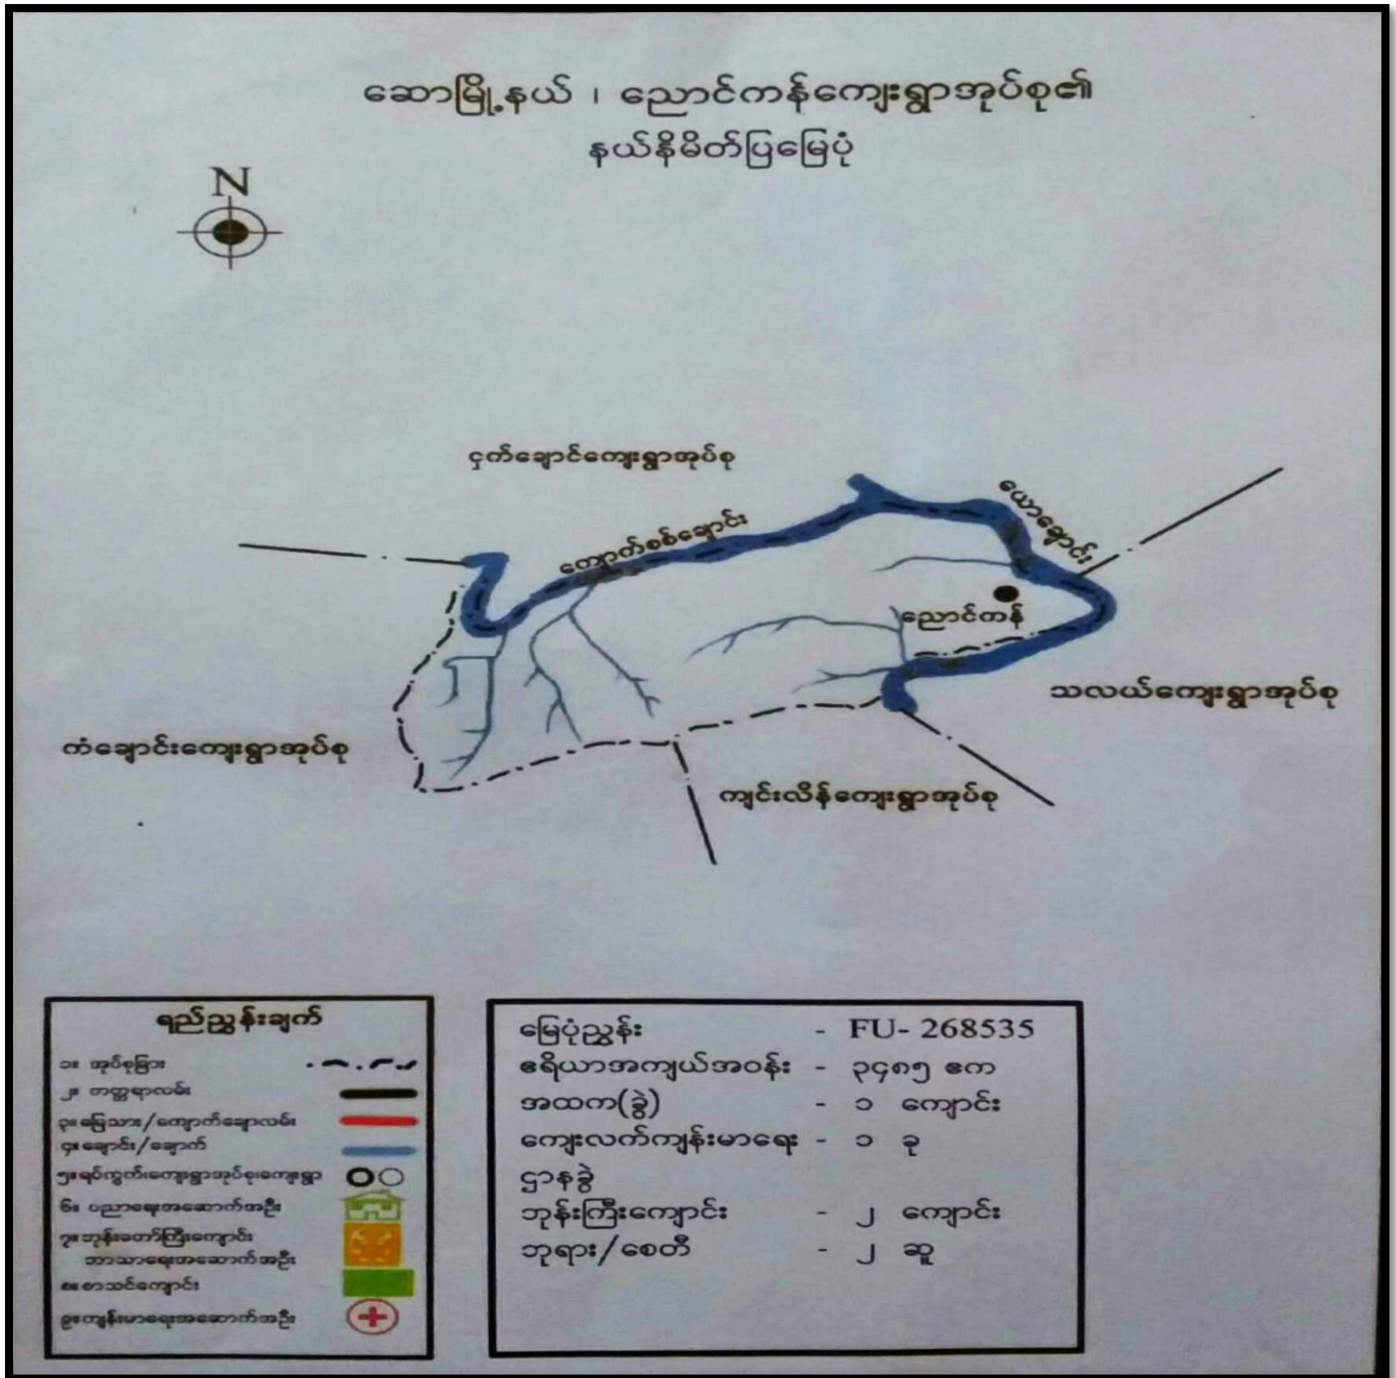 ဆောမြို့နယ် ၊ ညောင်ကန်ကျေးရွာအုပ်စု၏
နယ်နိမိတ်ပြမြေပုံ
N
ငှက်ချောင်ကျေးရွာအုပ်စု
ယောချောင်း
ကျောက်စစ်ချောင်း
ညောင်ကန်
သလယ်ကျေးရွာအုပ်စု
ကံချောင်းကျေးရွာအုပ်စု
ကျင်းလိန်ကျေးရွာအုပ်စု
ရည်ညွှန်းချက်
၁။ အုပ်စုခြား
၂။ ကတ္တရာလမ်း
၃။ မြေသား/ကျောက်ချောလမ်း
၄။ ချောင်း/ချောက်
၅။ ရပ်ကွက်၊ကျေးရွာအုပ်စု၊ကျေးရွာ
၆။ ပညာရေးအဆောက်အဦး
၇။ ဘုန်းတော်ကြီးကျောင်း
ဘာသာရေးအဆောက်အဦး
၈။ စာသင်ကျောင်း
၉။ ကျန်းမာရေးအဆောက်အဦး
မြေပုံညွှန်း - FU- 268535
ဧရိယာအကျယ်အဝန်း - ၃၄၈၅ ဧက
အထက(ခွဲ) - ၁ ကျောင်း
ကျေးလက်ကျန်းမာရေး - ၁ ခု
ဌာနခွဲ
ဘုန်းကြီးကျောင်း - ၂ ကျောင်း
ဘုရား/စေတီ - ၂ ဆူ